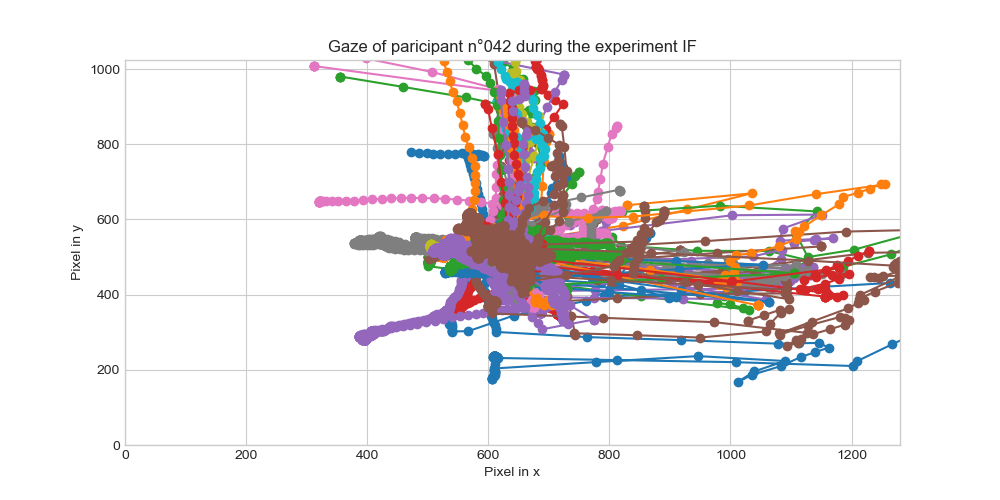 Gaze of paricipant n°042 during the experiment IF
1000
800
600
400
200
0
Pixel in y
0 200 400 600 800 1000 1200
Pixel in x